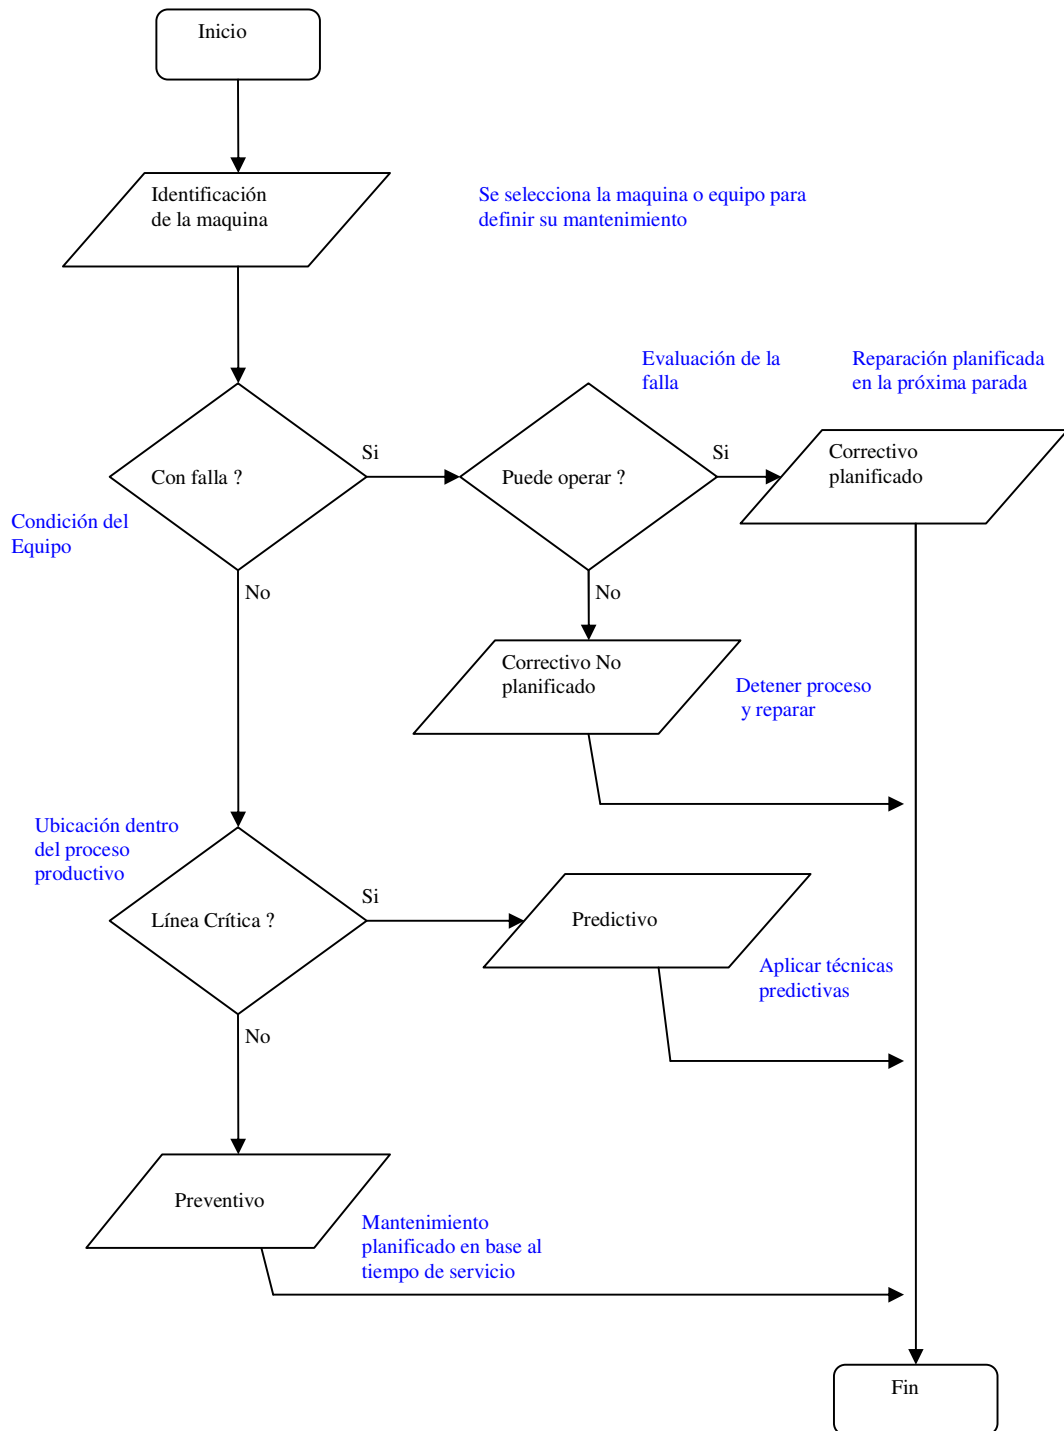 Inicio
Identificación
de la maquina
Se selecciona la maquina o equipo para
definir su mantenimiento
Evaluación de la
falla
Reparación planificada
en la próxima parada
Con falla ?
Si
Puede operar ?
Si
Correctivo
planificado
Condición del
Equipo
No
No
Correctivo No
planificado
Detener proceso
y reparar
Ubicación dentro
del proceso
productivo
Línea Crítica ?
Si
Predictivo
Aplicar técnicas
predictivas
No
Preventivo
Mantenimiento
planificado en base al
tiempo de servicio
Fin